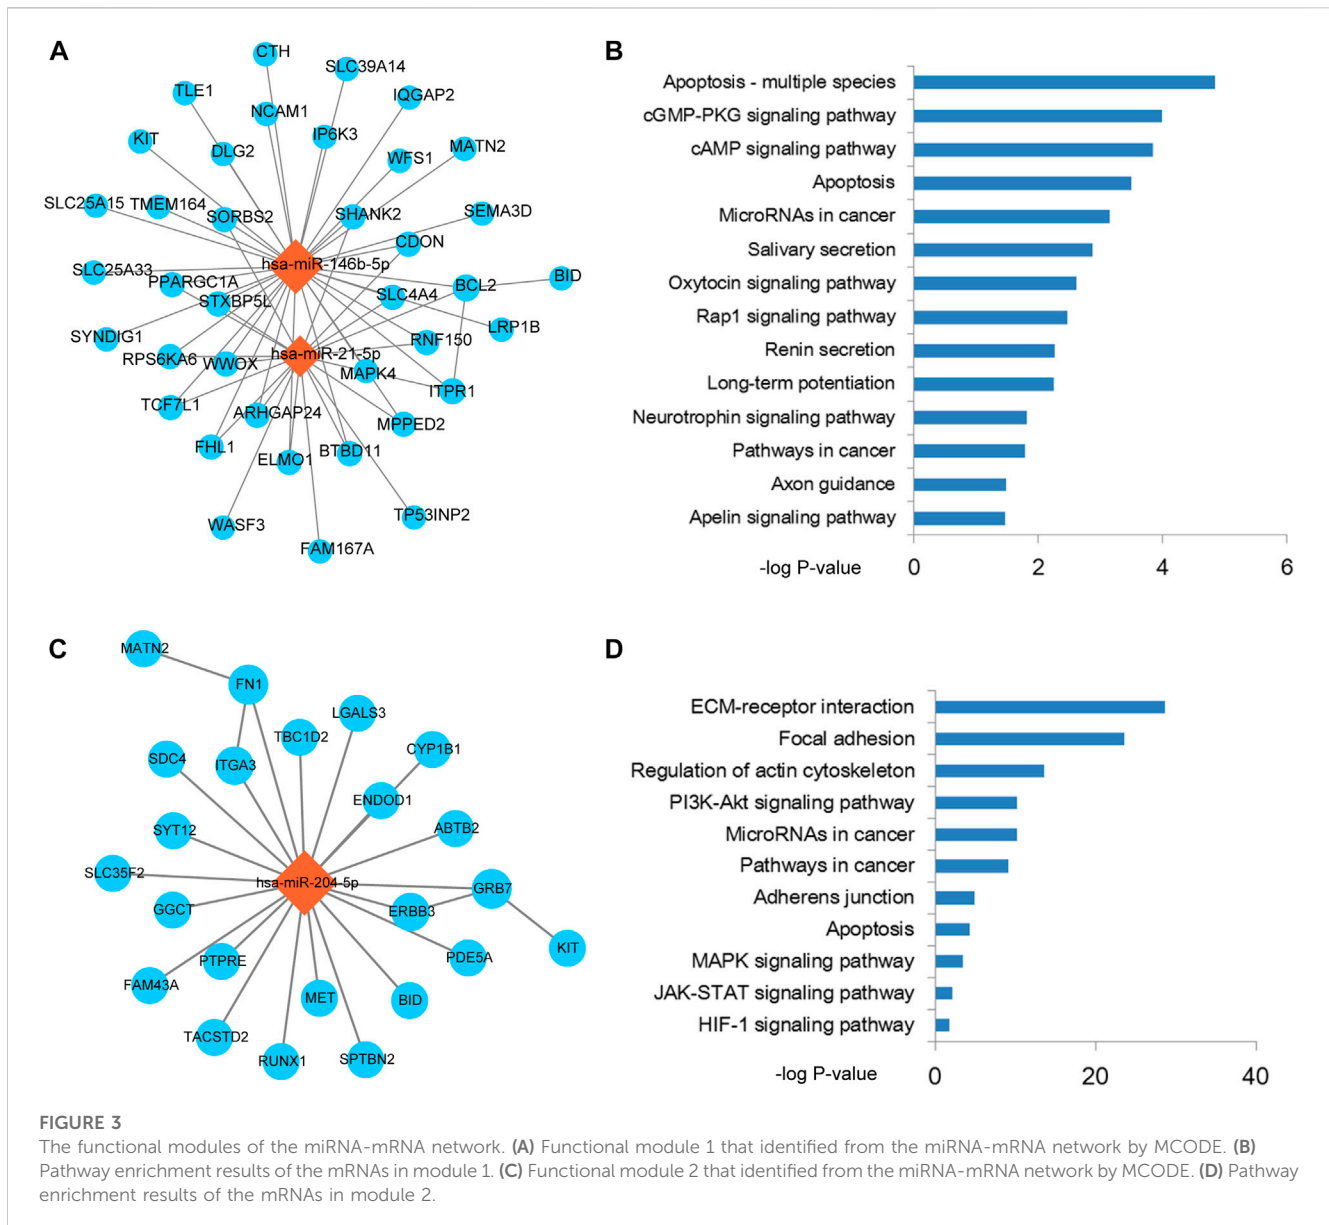 A
CTH
SLC39A14
TLE1
IQGAP2
NCAM1
IP6K3
KIT
DLG2
WFS1
MATN2
SLC25A15
TMEM164
SORBS2
SHANK2
SEMA3D
CDON
hsa-miR-146b-5p
SLC25A33
PPARGC1A
BCL2
BID
STXBP5L
SLC4A4
SYNDIG1
LRP1B
RNF150
hsa-miR-21-5p
RPS6KA6
WWOX
MAPK4
ITPR1
TCF7L1
ARHGAP24
MPPED2
FHL1
ELMO1
BTBD11
WASF3
TP53INP2
FAM167A
B
Apoptosis - multiple species
cGMP-PKG signaling pathway
cAMP signaling pathway
Apoptosis
MicroRNAs in cancer
Salivary secretion
Oxytocin signaling pathway
Rap1 signaling pathway
Renin secretion
Long-term potentiation
Neurotrophin signaling pathway
Pathways in cancer
Axon guidance
Apelin signaling pathway
-log P-value
0 2 4 6
C
MATN2
FN1
LGALS3
TBC1D2
CYP1B1
SDC4
ITGA3
ENDOD1
SYT12
ABTB2
SLC35F2
hsa-miR-204-5p
GRB7
GGCT
ERBB3
KIT
PTPRE
PDE5A
FAM43A
MET
BID
TACSTD2
RUNX1
SPTBN2
D
ECM-receptor interaction
Focal adhesion
Regulation of actin cytoskeleton
PI3K-Akt signaling pathway
MicroRNAs in cancer
Pathways in cancer
Adherens junction
Apoptosis
MAPK signaling pathway
JAK-STAT signaling pathway
HIF-1 signaling pathway
-log P-value
0 20 40
FIGURE 3
The functional modules of the miRNA-mRNA network. (A) Functional module 1 that identified from the miRNA-mRNA network by MCODE. (B)
Pathway enrichment results of the mRNAs in module 1. (C) Functional module 2 that identified from the miRNA-mRNA network by MCODE. (D) Pathway
enrichment results of the mRNAs in module 2.